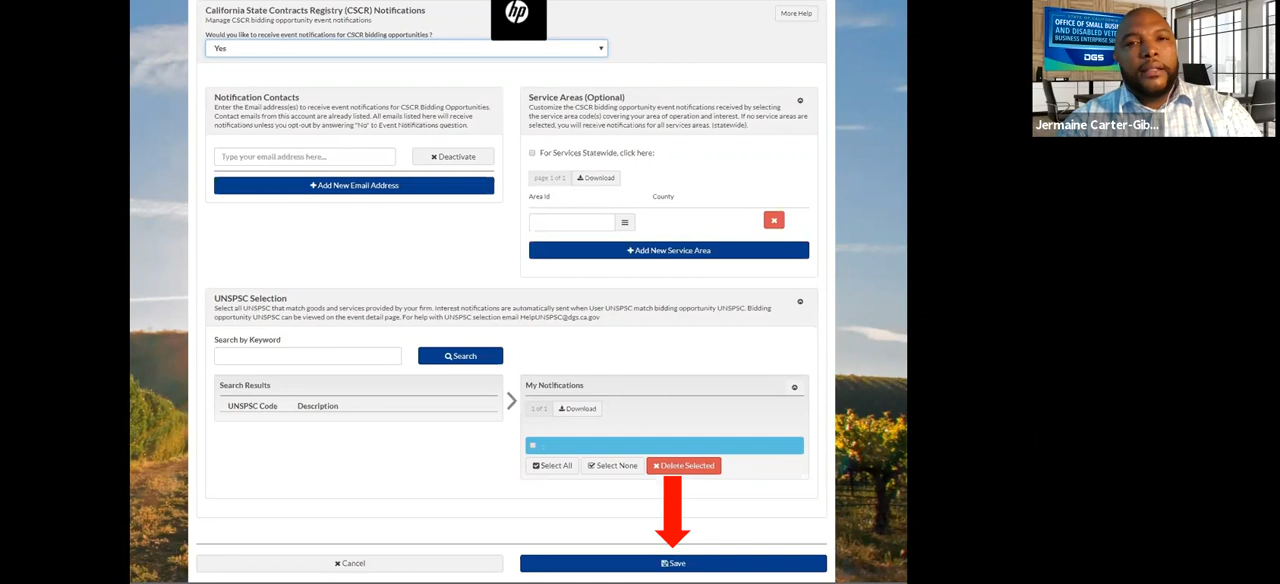 California State Contracts Registry (CSCR) Notifications
Manage CSCR bidding opportunity event notifications
More Help
Would you like to receive event notifications for CSCR bidding opportunities ?
Yes
hp
Notification Contacts
Enter the Email address(es) to receive event notifications for CSCR Bidding Opportunities.
Contact emails from this account are already listed. All emails listed here will receive
notifications unless you opt-out by answering "No" to Event Notifications question.
Type your email address here...
Deactivate
Add New Email Address
Service Areas (Optional)
Customize the CSCR bidding opportunity event notifications received by selecting
the service area code(s) covering your area of operation and interest. If no service areas are
selected, you will receive notifications for all services areas. (statewide).
For Services Statewide, click here:
page 1 of 1 Download
Area Id County
Add New Service Area
UNSPSC Selection
Select all UNSPSC that match goods and services provided by your firm. Interest notifications are automatically sent when User UNSPSC match bidding opportunity UNSPSC. Bidding
opportunity UNSPSC can be viewed on the event detail page. For help with UNSPSC selection email HelpUNSPSC@dgs.ca.gov
Search by Keyword
Search
Search Results
UNSPSC Code Description
My Notifications
1 of 1 Download
Select All Select None Delete Selected
Cancel
Save
STATE OF CALIFORNIA
OFFICE OF SMALL BUSIN
AND DISABLED VETE
BUSINESS ENTERPRISE SE
DGS
Jermaine Carter-Gib...